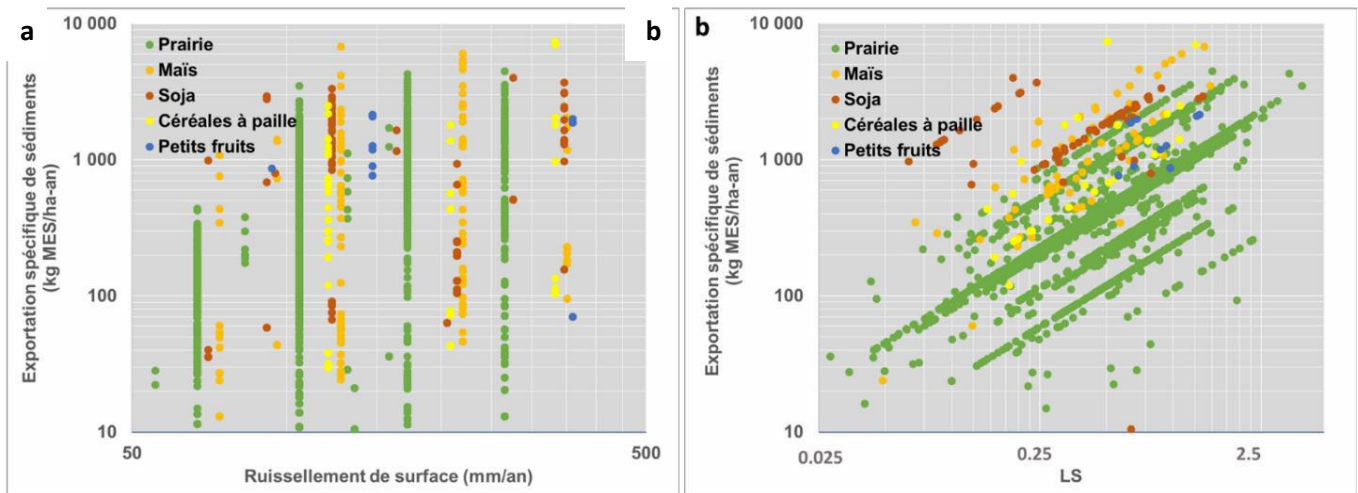 a
Exportation spécifique de sédiments
(kg MES/ha-an)
10 000
1 000
100
10
Prairie
Maïs
Soja
Céréales à paille
Petits fruits
50
500
Ruissellement de surface (mm/an)
b
b
Exportation spécifique de sédiments
(kg MES/ha-an)
10 000
1 000
100
10
Prairie
Maïs
Soja
Céréales à paille
Petits fruits
0.025
0.25
2.5
LS